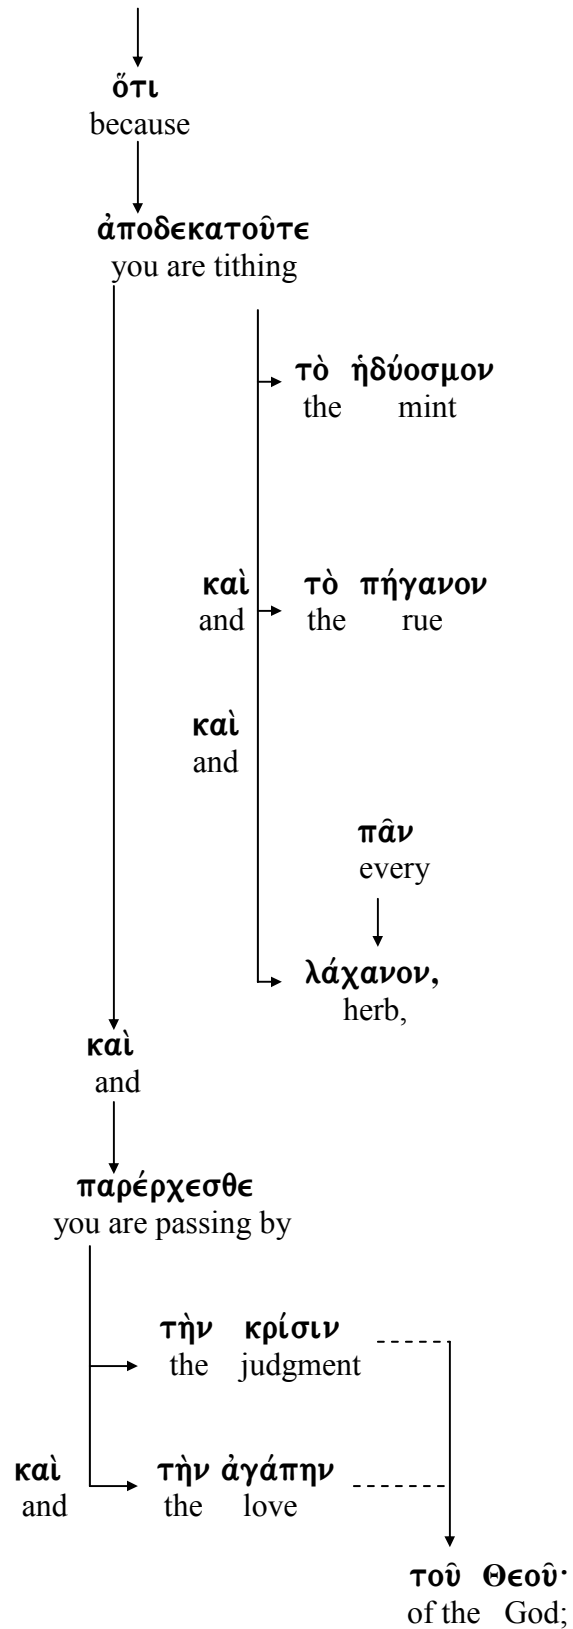 ὅτι
because
ἀποδεκατοῦτε
you are tithing
τὸ ἡδύοσμον
the mint
καὶ τὸ πήγανον
and the rue
καὶ
and
πᾶν
every
λάχανον,
herb,
καὶ
and
παρέρχεσθε
you are passing by
τὴν κρίσιν
the judgment
καὶ τὴν ἀγάπην
and the love
τοῦ Θεοῦ·
of the God;